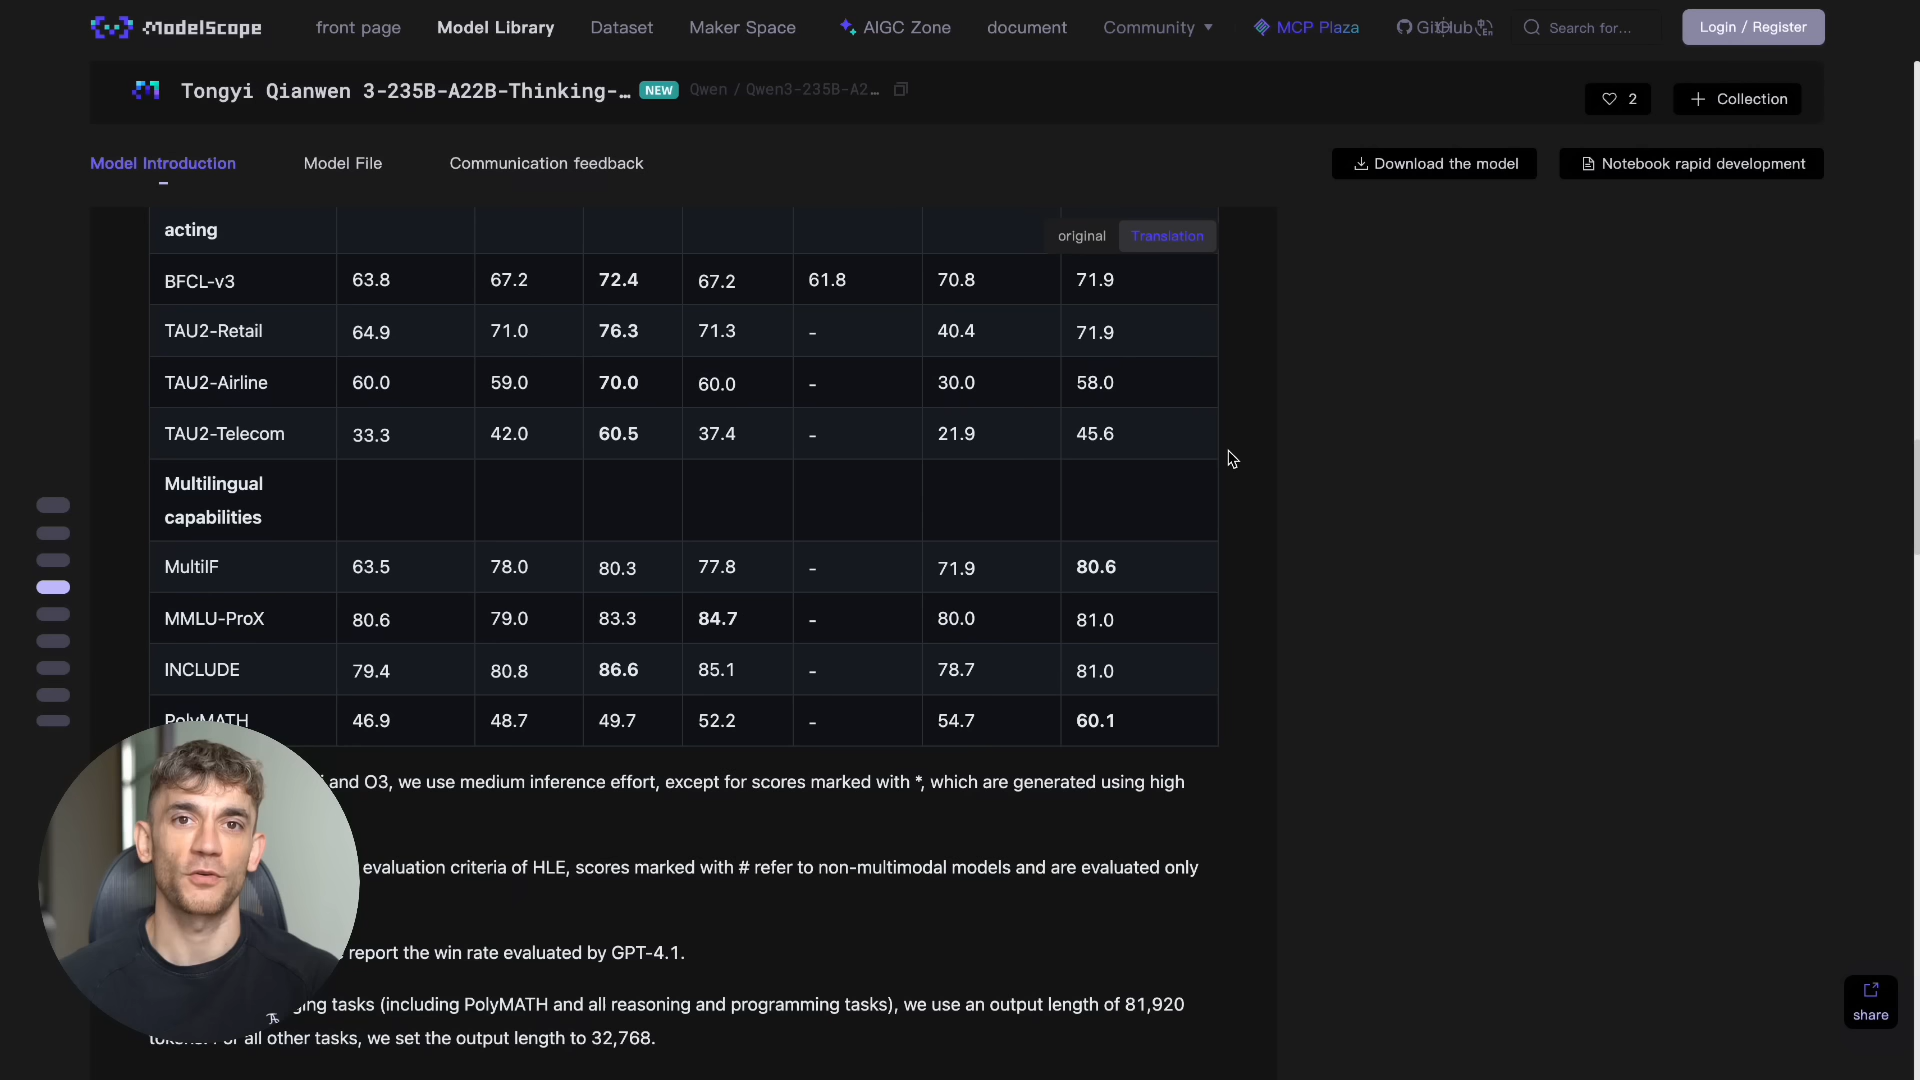 ModelScope front page Model Library Dataset Maker Space AIGC Zone document Community MCP Plaza GitHub Search for... Login / Register
Tongyi Qianwen 3-235B-A22B-Thinking-... NEW Qwen / Qwen3-235B-A2... 2 Collection
Model Introduction Model File Communication feedback Download the model Notebook rapid development
original Translation
acting
BFCL-v3 63.8 67.2 72.4 67.2 61.8 70.8 71.9
TAU2-Retail 64.9 71.0 76.3 71.3 - 40.4 71.9
TAU2-Airline 60.0 59.0 70.0 60.0 - 30.0 58.0
TAU2-Telecom 33.3 42.0 60.5 37.4 - 21.9 45.6
Multilingual
capabilities
MultiIF 63.5 78.0 80.3 77.8 - 71.9 80.6
MMLU-ProX 80.6 79.0 83.3 84.7 - 80.0 81.0
INCLUDE 79.4 80.8 86.6 85.1 - 78.7 81.0
PolyMATH 46.9 48.7 49.7 52.2 - 54.7 60.1
and O3, we use medium inference effort, except for scores marked with *, which are generated using high
evaluation criteria of HLE, scores marked with # refer to non-multimodal models and are evaluated only
report the win rate evaluated by GPT-4.1.
tasks (including PolyMATH and all reasoning and programming tasks), we use an output length of 81,920
all other tasks, we set the output length to 32,768.
share